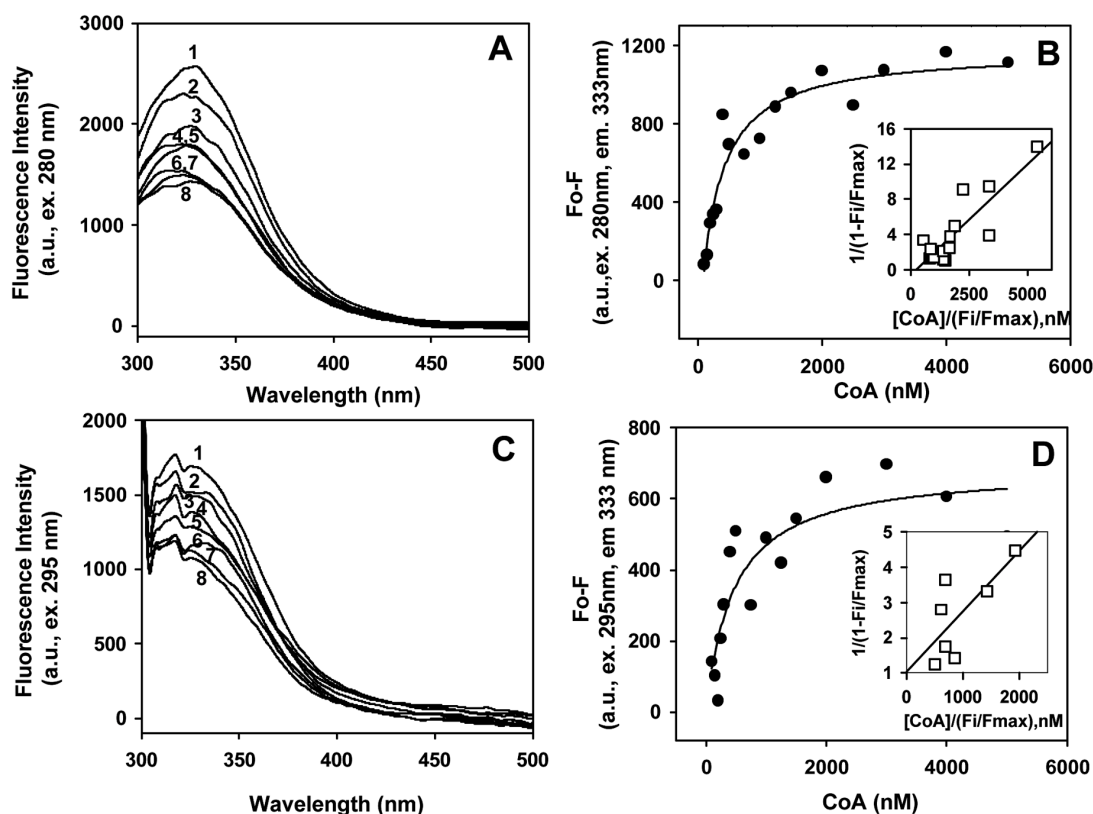 A
Fluorescence Intensity
(a.u., ex. 280 nm)
3000
2000
1000
0
1
2
3
4,5
6,7
8
300 350 400 450 500
Wavelength (nm)
B
Fo-F
(a.u.,ex. 280nm, em. 333nm)
1200
800
400
0
0 2000 4000 6000
CoA (nM)
1/(1-Fi/Fmax)
16
12
8
4
0
0 2500 5000
[CoA]/(Fi/Fmax),nM
C
Fluorescence Intensity
(a.u., ex. 295 nm)
2000
1500
1000
500
0
1
2
3
4
5
6
7
8
300 350 400 450 500
Wavelength (nm)
D
Fo-F
(a.u., ex. 295nm, em 333 nm)
800
600
400
200
0
0 2000 4000 6000
CoA (nM)
1/(1-Fi/Fmax)
5
4
3
2
1
0 1000 2000
[CoA]/(Fi/Fmax),nM